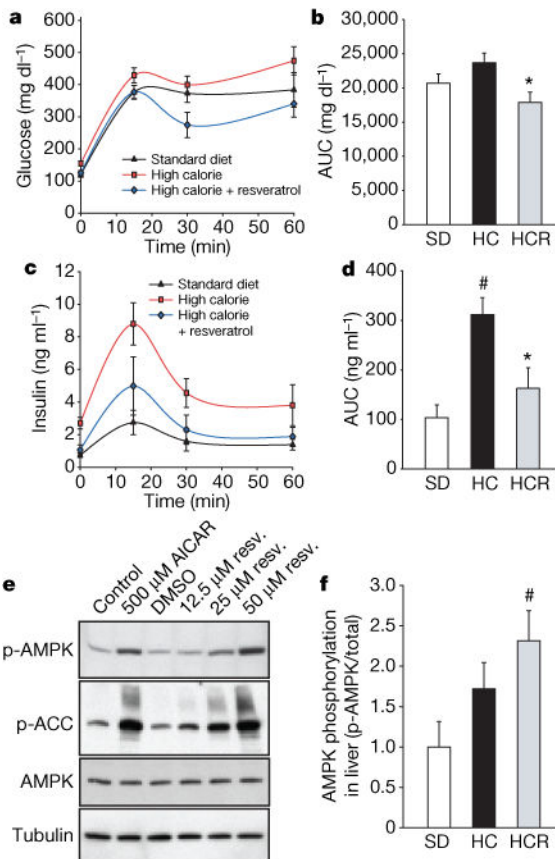 a
Glucose (mg dl⁻¹)
600
500
400
300
200
100
0
Standard diet
High calorie
High calorie + resveratrol
0 10 20 30 40 50 60
Time (min)
b
AUC (mg dl⁻¹)
30,000
25,000
20,000
15,000
10,000
5,000
0
*
SD HC HCR
c
Insulin (ng ml⁻¹)
12
10
8
6
4
2
0
Standard diet
High calorie
High calorie
+ resveratrol
0 10 20 30 40 50 60
Time (min)
d
AUC (ng ml⁻¹)
400
300
200
100
0
#
*
SD HC HCR
e
Control
500 µM AICAR
DMSO
12.5 µM resv.
25 µM resv.
50 µM resv.
p-AMPK
p-ACC
AMPK
Tubulin
f
AMPK phosphorylation
in liver (p-AMPK/total)
3.0
2.5
2.0
1.5
1.0
0.5
0
#
SD HC HCR